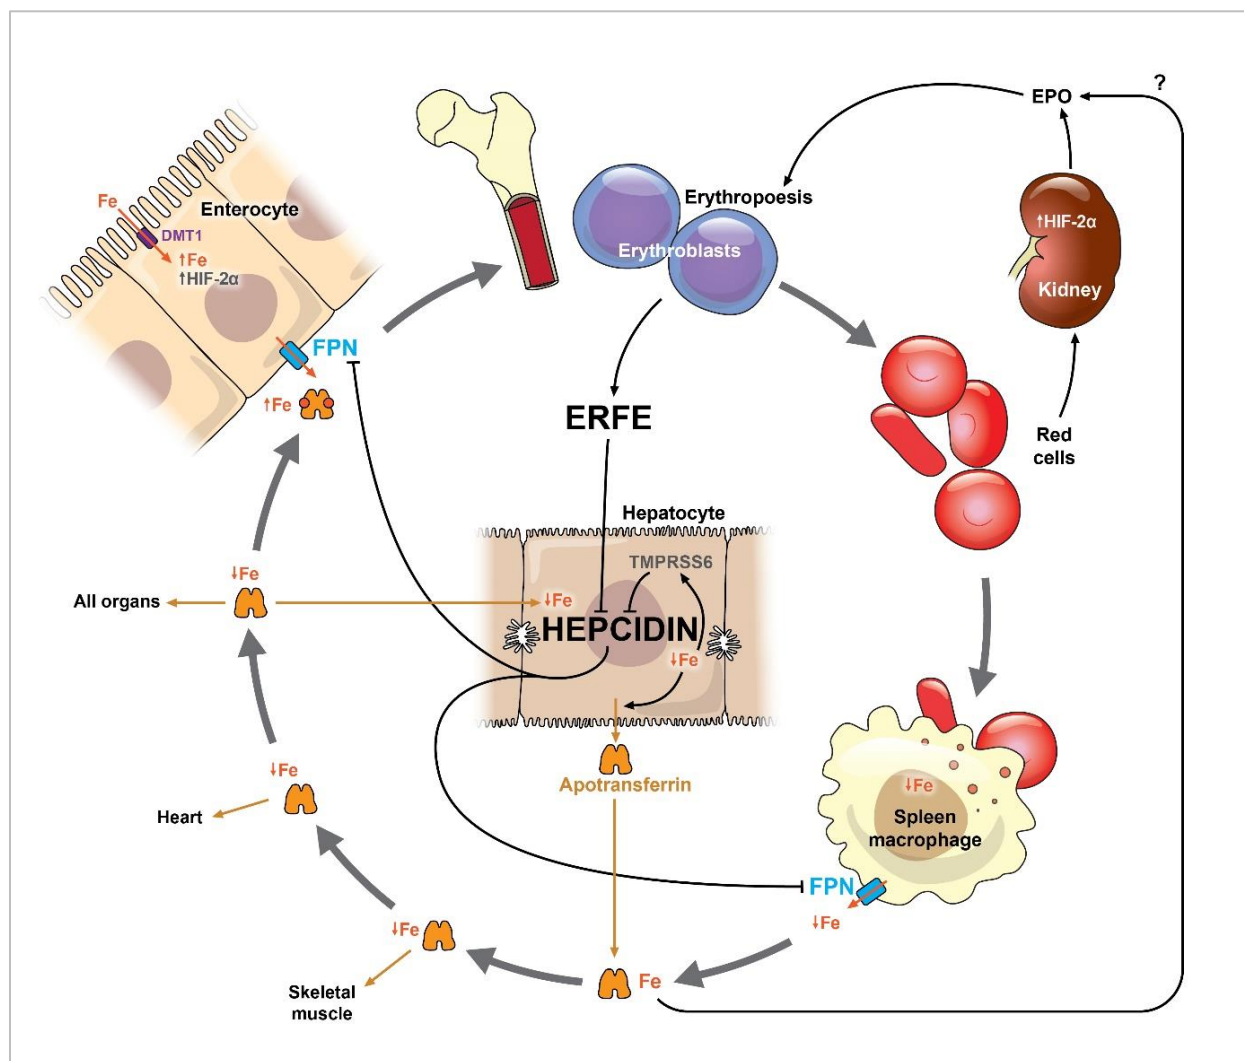 ?
EPO
Erythropoesis
Erythroblasts
↑HIF-2α
Kidney
Fe
Enterocyte
DMT1
↑Fe
↑HIF-2α
FPN
↑Fe
ERFE
Red
cells
Hepatocyte
TMPRSS6
↓Fe
HEPCIDIN
↓Fe
↓Fe
All organs
Apotransferrin
↓Fe
Heart
↓Fe
Spleen
macrophage
FPN
↓Fe
↓Fe
Skeletal
muscle
Fe